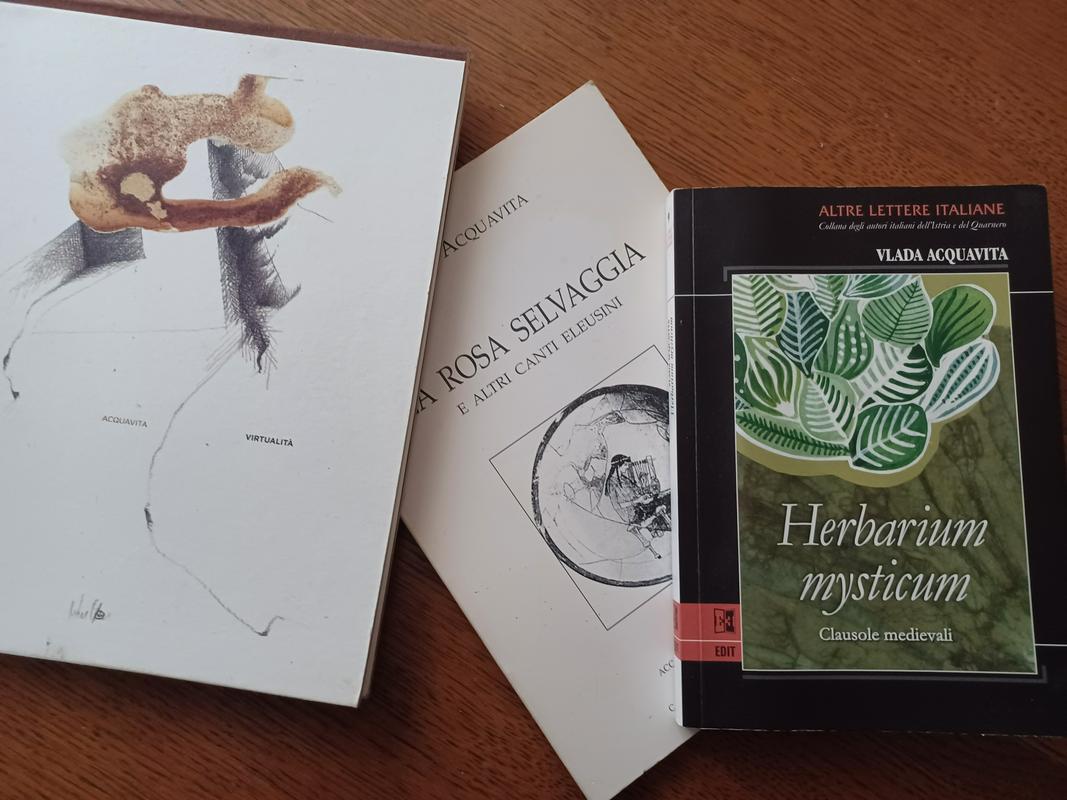 ACQUAVITA
VIRTUALITÀ
ACQUAVITA
A ROSA SELVAGGIA
E ALTRI CANTI ELEUSINI
ALTRE LETTERE ITALIANE
Collana degli autori italiani dell'Istria e del Quarnero
VLADA ACQUAVITA
Herbarium
mysticum
Clausole medievali
EDIT